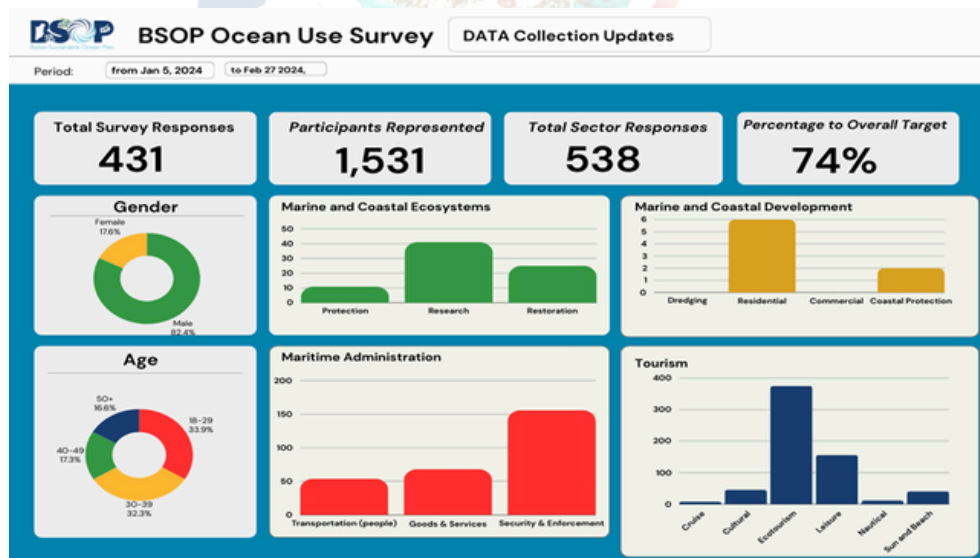 BSOP
BSOP Ocean Use Survey
DATA Collection Updates
Period:
from Jan 5, 2024
to Feb 27 2024,
Total Survey Responses
431
Participants Represented
1,531
Total Sector Responses
538
Percentage to Overall Target
74%
Gender
Female
17.6%
Male
82.4%
Marine and Coastal Ecosystems
50
40
30
20
10
0
Protection
Research
Restoration
Marine and Coastal Development
6
5
4
3
2
1
0
Dredging
Residential
Commercial
Coastal Protection
Age
50+
16.6%
18-29
33.9%
40-49
17.3%
30-39
32.3%
Maritime Administration
200
150
100
50
0
Transportation (people)
Goods & Services
Security & Enforcement
Tourism
400
300
200
100
0
Cruise
Cultural
Ecotourism
Leisure
Nautical
Sun and Beach